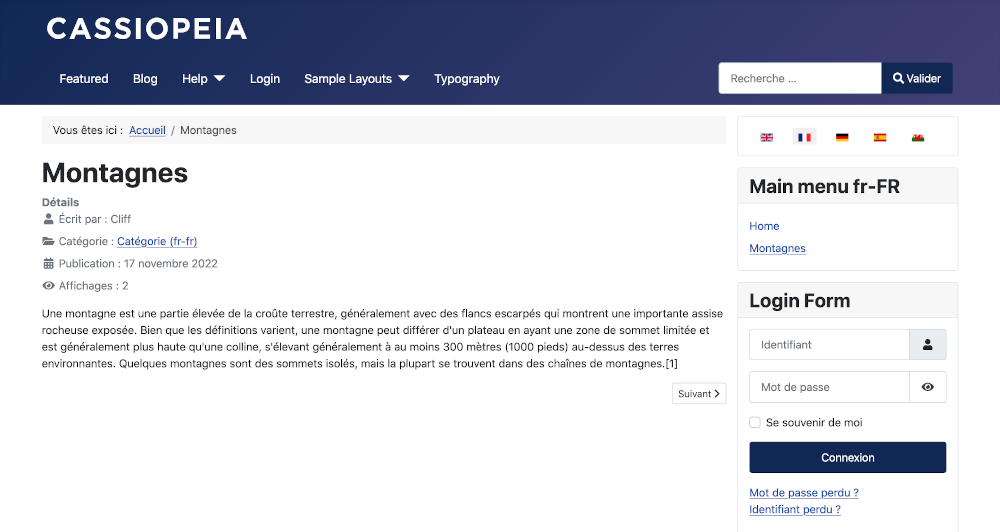 CASSIOPEIA
Featured Blog Help Login Sample Layouts Typography
Recherche ... Valider
Vous êtes ici : Accueil / Montagnes
Montagnes
Détails
Écrit par : Cliff
Catégorie : Catégorie (fr-fr)
Publication : 17 novembre 2022
Affichages : 2
Une montagne est une partie élevée de la croûte terrestre, généralement avec des flancs escarpés qui montrent une importante assise
rocheuse exposée. Bien que les définitions varient, une montagne peut différer d'un plateau en ayant une zone de sommet limitée et
est généralement plus haute qu'une colline, s'élevant généralement à au moins 300 mètres (1000 pieds) au-dessus des terres
environnantes. Quelques montagnes sont des sommets isolés, mais la plupart se trouvent dans des chaînes de montagnes.[1]
Suivant
Main menu fr-FR
Home
Montagnes
Login Form
Identifiant
Mot de passe
Se souvenir de moi
Connexion
Mot de passe perdu ?
Identifiant perdu ?